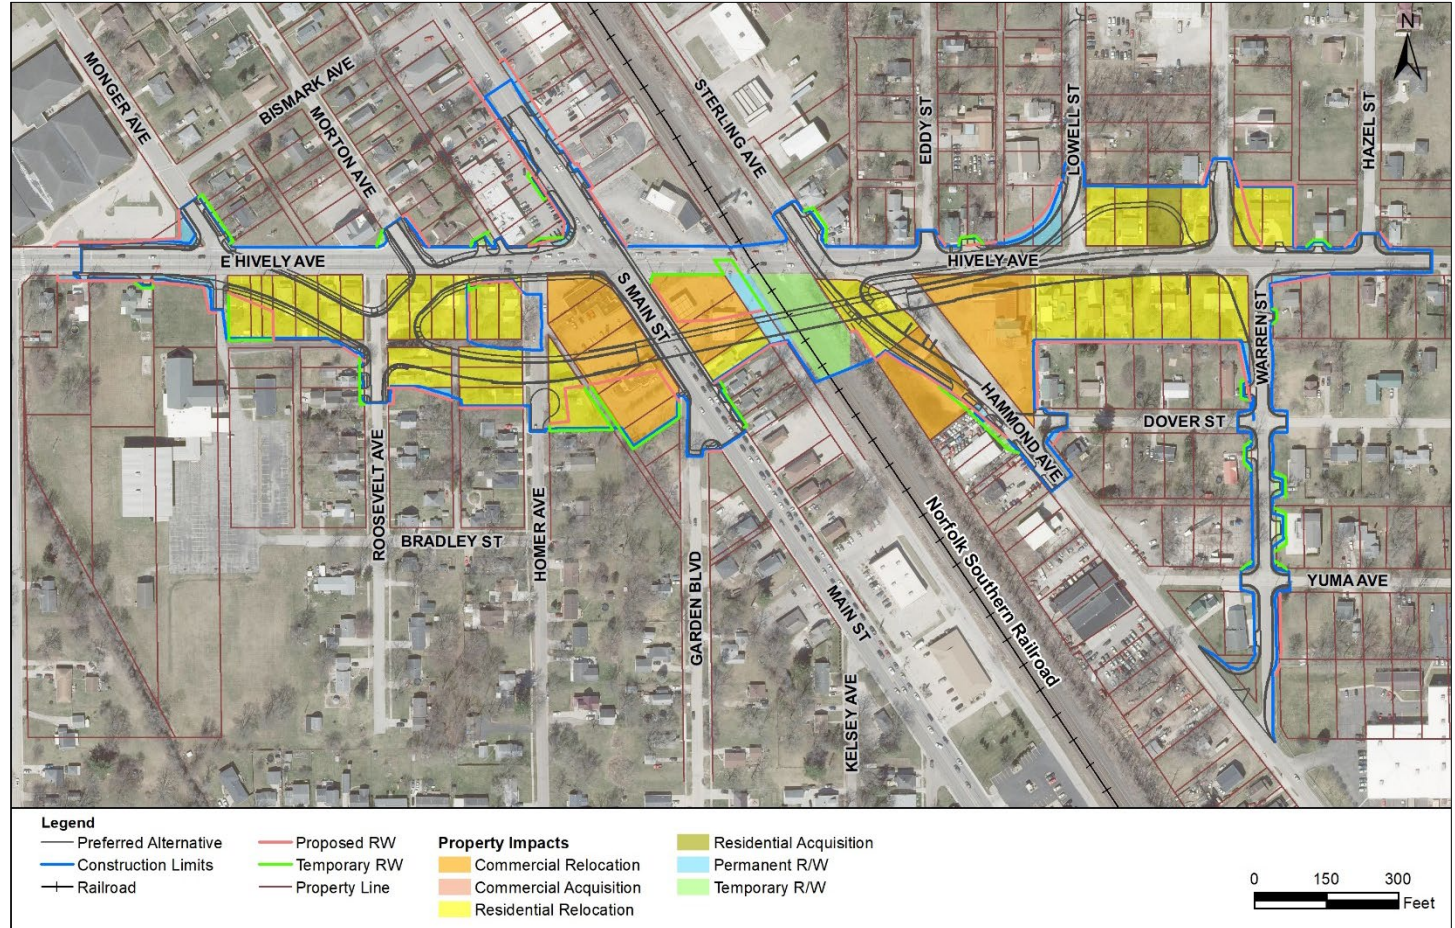 N
MONGER AVE
BISMARK AVE
MORTON AVE
STERLING AVE
EDDY ST
LOWELL ST
HAZEL ST
E HIVELY AVE
HIVELY AVE
S MAIN ST
WARREN ST
HAMMOND AVE
DOVER ST
ROOSEVELT AVE
BRADLEY ST
HOMER AVE
GARDEN BLVD
MAIN ST
KELSEY AVE
Norfolk Southern Railroad
YUMA AVE
Legend
Preferred Alternative
Construction Limits
Railroad
Proposed RW
Temporary RW
Property Line
Property Impacts
Commercial Relocation
Commercial Acquisition
Residential Relocation
Residential Acquisition
Permanent R/W
Temporary R/W
0 150 300
Feet